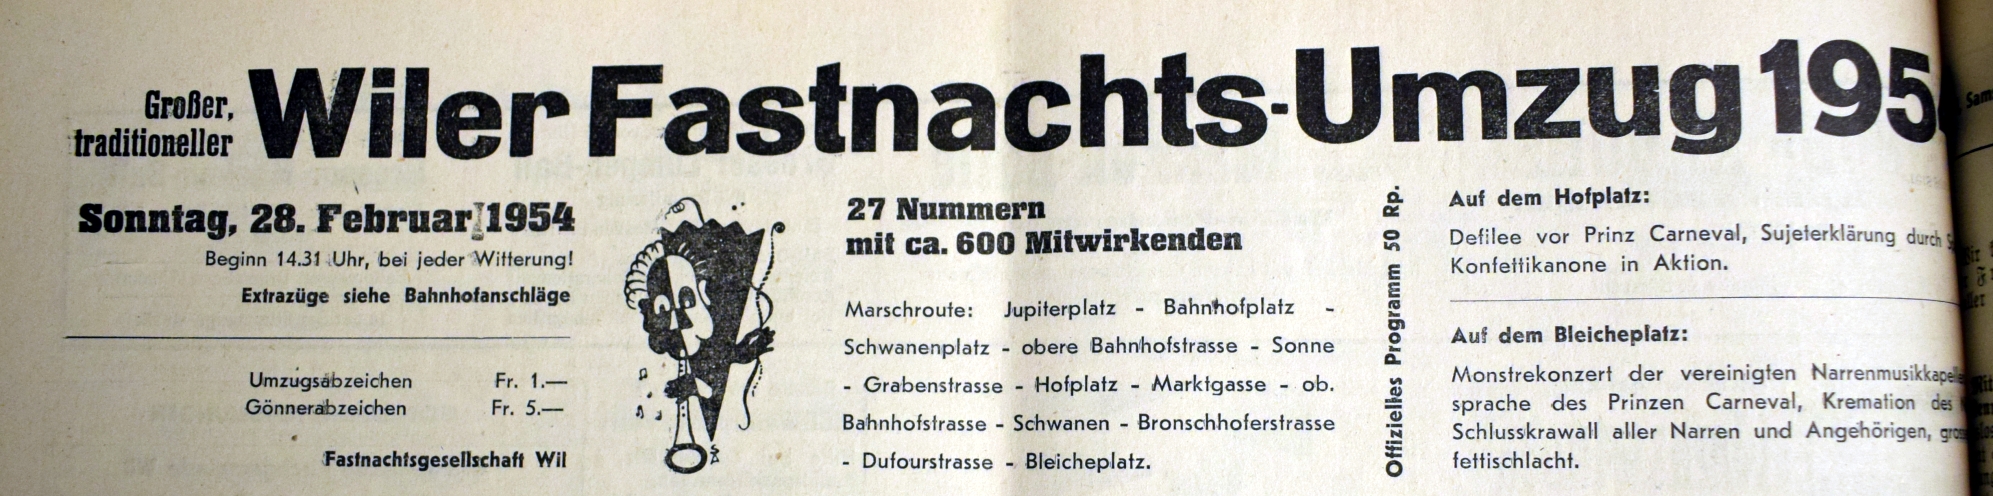 Großer,
traditioneller
Wiler Fastnachts-Umzug 195
Sonntag, 28. Februar 1954
Beginn 14.31 Uhr, bei jeder Witterung!
Extrazüge siehe Bahnhofanschläge
Umzugsabzeichen Fr. 1.—
Gönnerabzeichen Fr. 5.—
Fastnachtsgesellschaft Wil
27 Nummern
mit ca. 600 Mitwirkenden
Marschroute: Jupiterplatz - Bahnhofplatz -
Schwanenplatz - obere Bahnhofstrasse - Sonne
- Grabenstrasse - Hofplatz - Marktgasse - ob.
Bahnhofstrasse - Schwanen - Bronschhoferstrasse
- Dufourstrasse - Bleicheplatz.
Offizielles Programm 50 Rp.
Auf dem Hofplatz:
Defilee vor Prinz Carneval, Sujeterklärung durch
Konfettikanone in Aktion.
Auf dem Bleicheplatz:
Monstrekonzert der vereinigten Narrenmusikkapelle
sprache des Prinzen Carneval, Kremation des
Schlusskrawall aller Narren und Angehörigen,
fettischlacht.